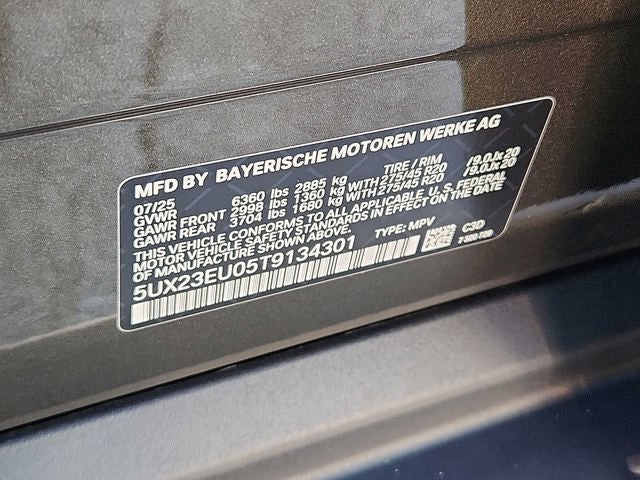 MFD BY BAYERISCHE MOTOREN WERKE AG
07/25 TIRE / RIM
GVWR 6360 lbs 2885 kg
GAWR FRONT 2998 lbs 1360 kg WITH 275/45 R20 /9.0Jx20
GAWR REAR 3704 lbs 1680 kg WITH 275/45 R20 /9.0Jx20
THIS VEHICLE CONFORMS TO ALL APPLICABLE U.S. FEDERAL
MOTOR VEHICLE SAFETY STANDARDS IN EFFECT ON THE DATE
OF MANUFACTURE SHOWN ABOVE.
5UX23EU05T9134301 TYPE: MPV C3D